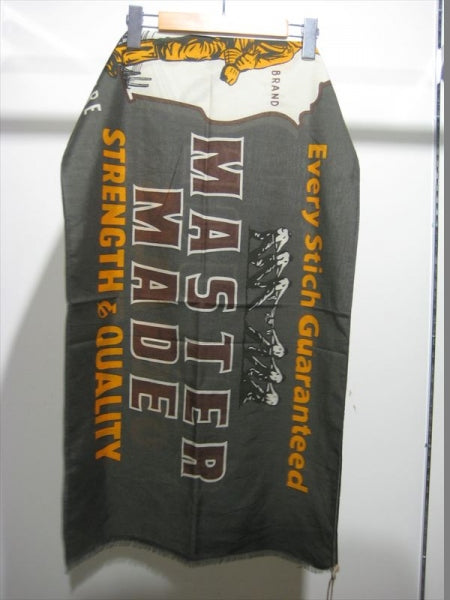 BRAND
Every Stich Guaranteed
MASTER
MADE
STRENGTH & QUALITY